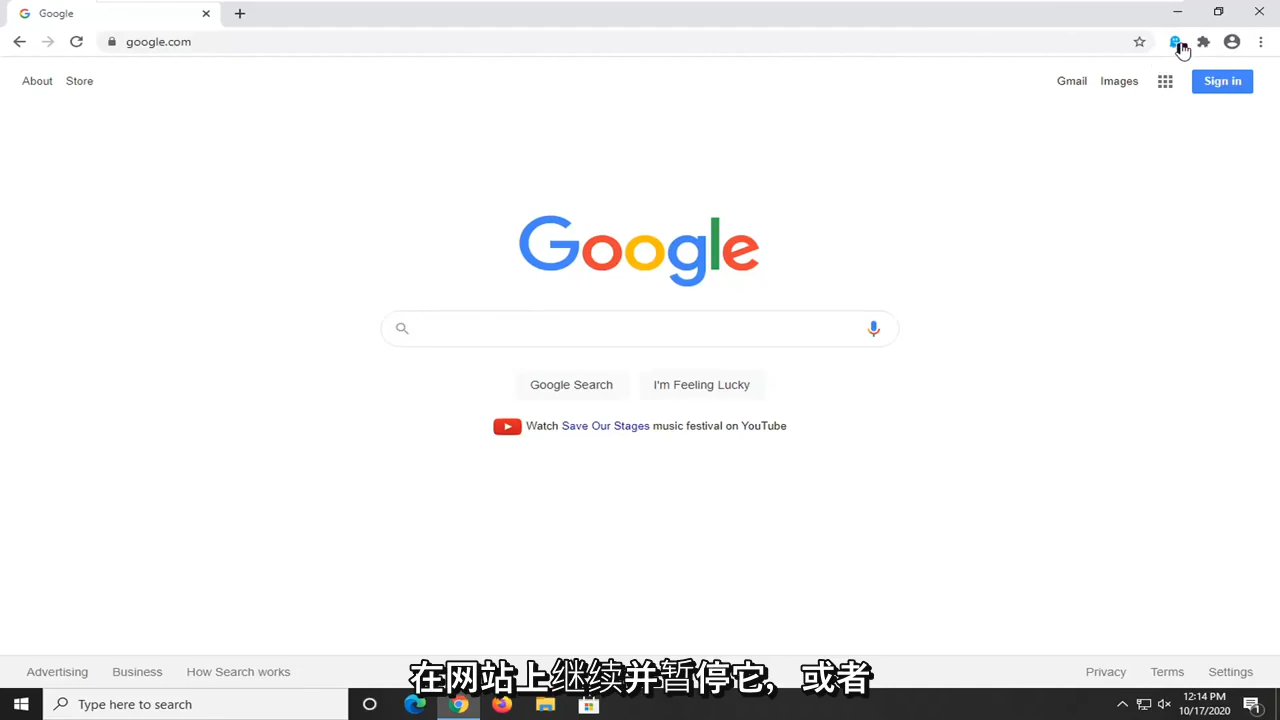 Google
google.com
About Store
Gmail Images Sign in
Google
Google Search I'm Feeling Lucky
Watch Save Our Stages music festival on YouTube
Advertising Business How Search works
Privacy Terms Settings
在网站上继续并暂停它,或者
Type here to search
12:14 PM
10/17/2020
1